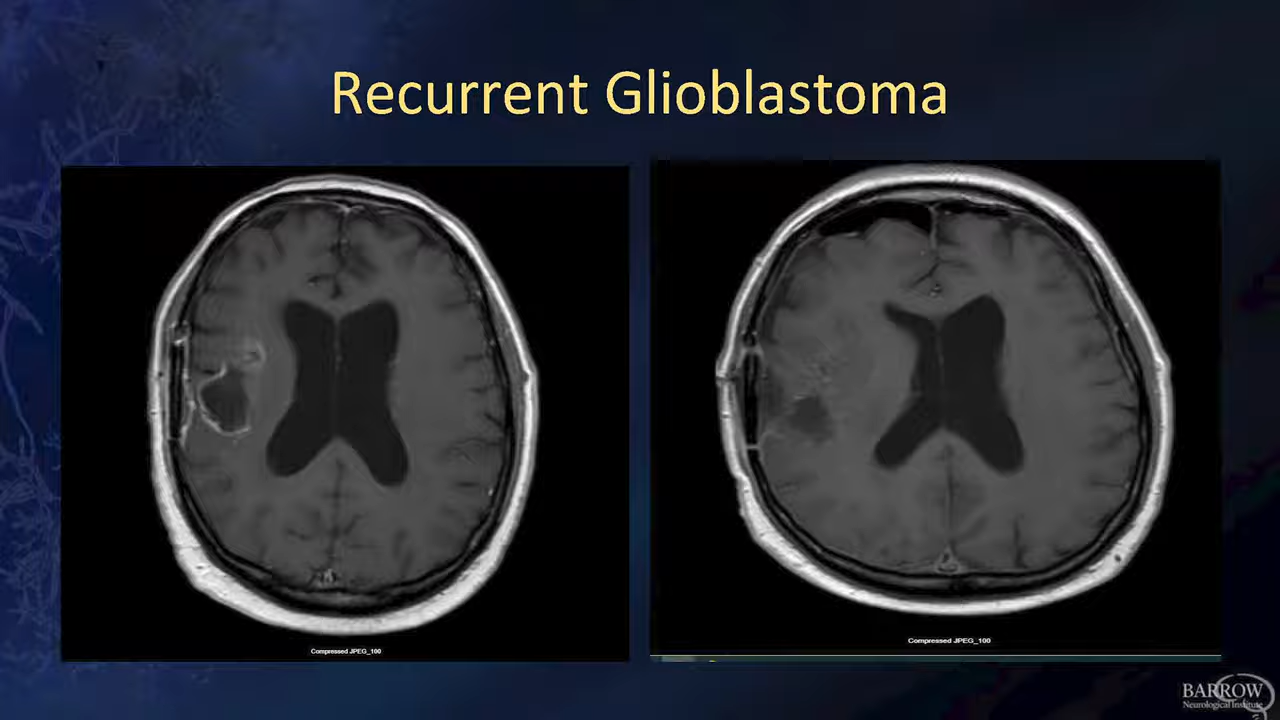 Recurrent Glioblastoma
Compressed JPEG_100
Compressed JPEG_100
BARROW
Neurological Institute